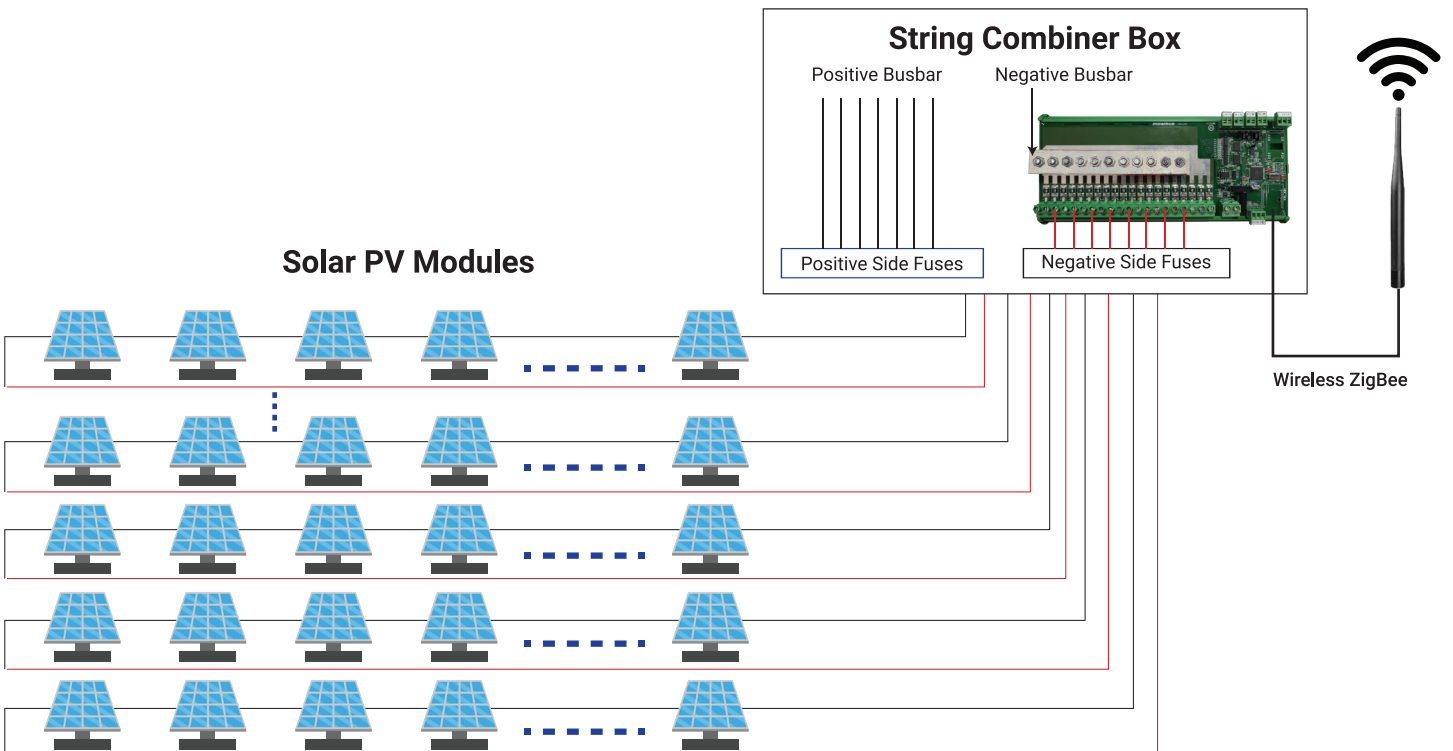 String Combiner Box
Positive Busbar
Negative Busbar
Positive Side Fuses
Negative Side Fuses
Solar PV Modules
Wireless ZigBee